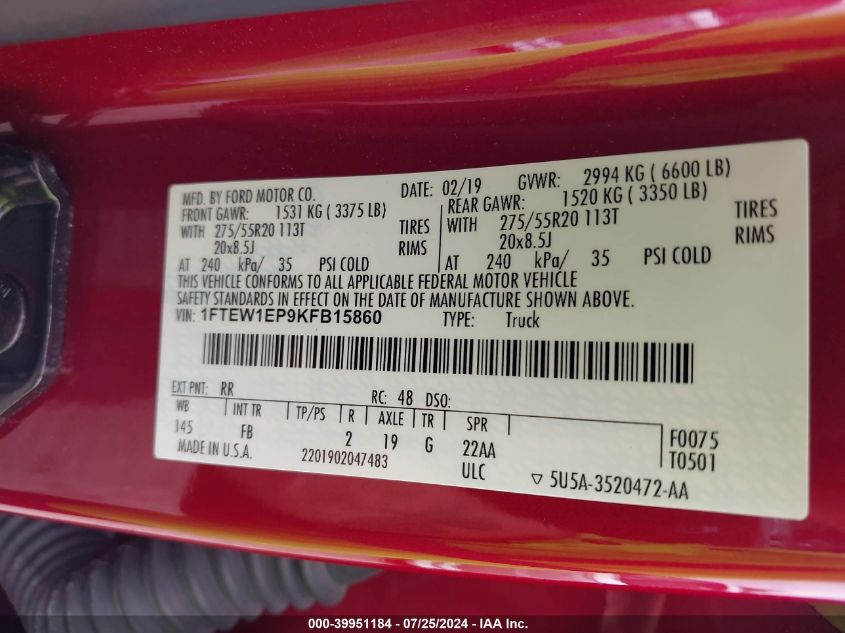 MFD. BY FORD MOTOR CO. DATE: 02/19 GVWR: 2994 KG ( 6600 LB)
FRONT GAWR: 1531 KG ( 3375 LB) REAR GAWR: 1520 KG ( 3350 LB)
WITH 275/55R20 113T TIRES WITH 275/55R20 113T TIRES
20x8.5J RIMS 20x8.5J RIMS
AT 240 kPa/ 35 PSI COLD AT 240 kPa/ 35 PSI COLD
THIS VEHICLE CONFORMS TO ALL APPLICABLE FEDERAL MOTOR VEHICLE
SAFETY STANDARDS IN EFFECT ON THE DATE OF MANUFACTURE SHOWN ABOVE.
VIN: 1FTEW1EP9KFB15860 TYPE: Truck
EXT PNT: RR RC: 48 DSO:
WB INT TR TP/PS R AXLE TR SPR
145 FB 2 19 G 22AA F0075
MADE IN U.S.A. 2201902047483 ULC T0501
▽ 5U5A-3520472-AA
000-39951184 - 07/25/2024 - IAA Inc.